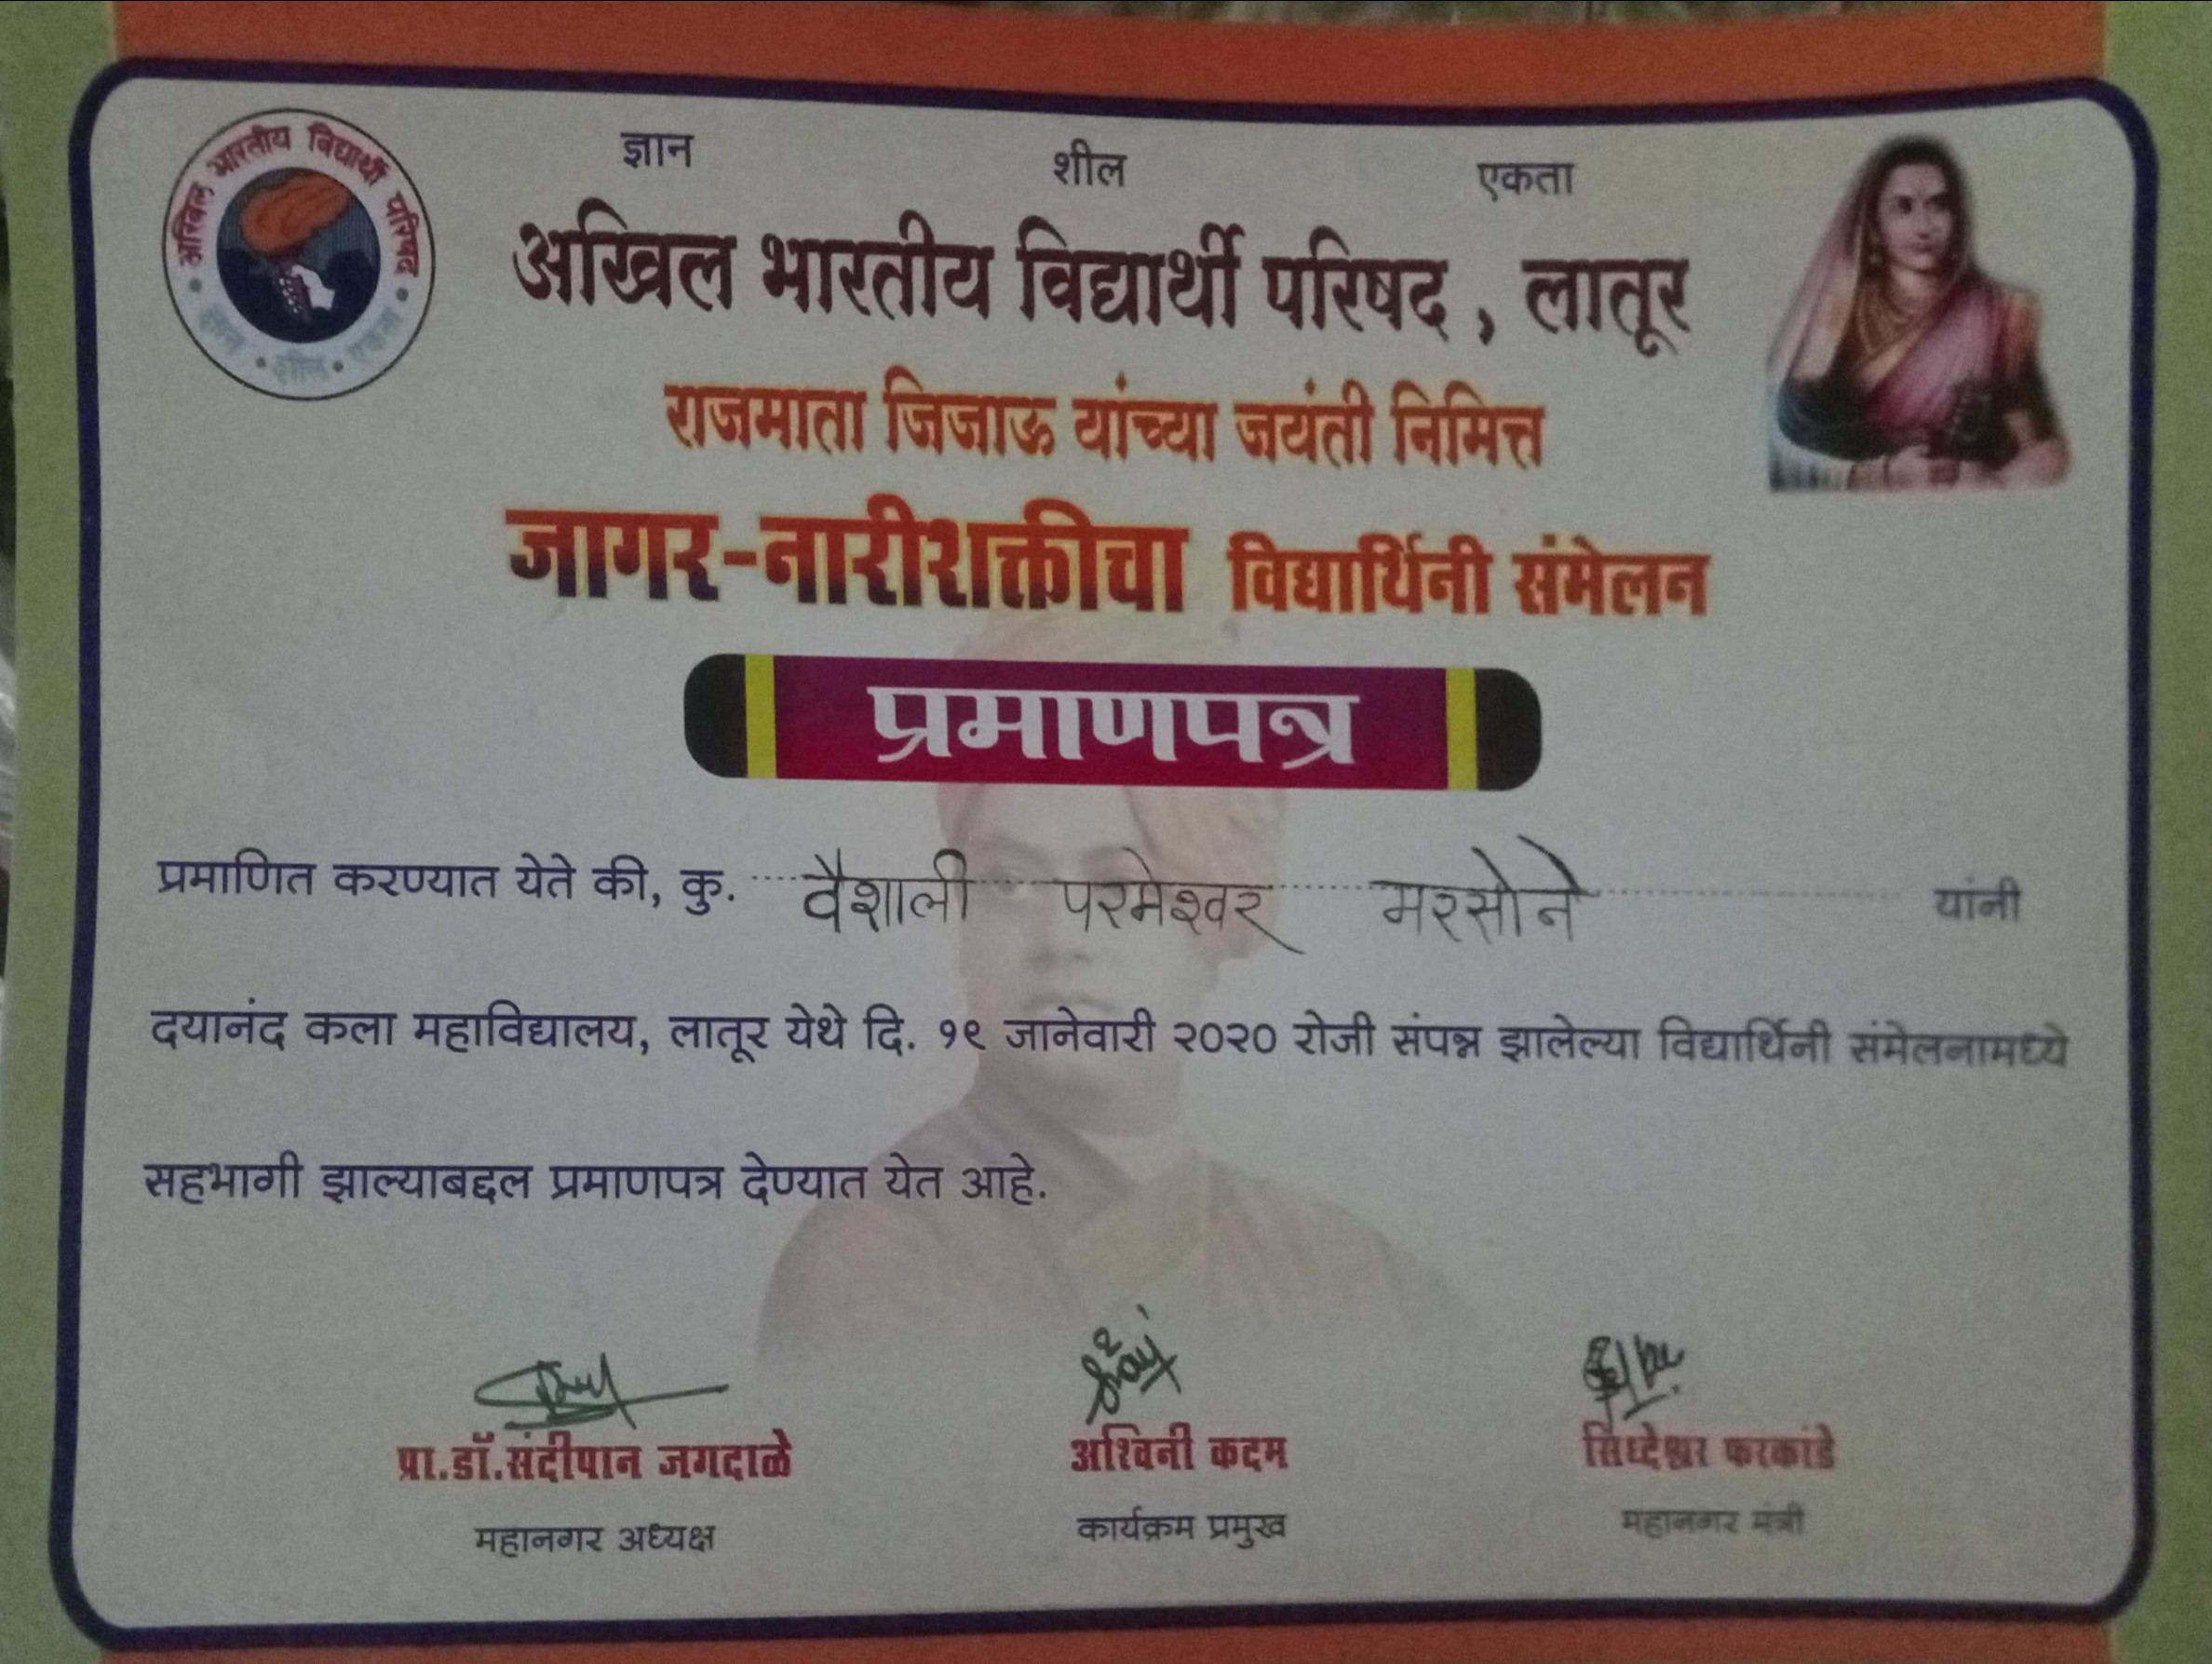 ज्ञान शील एकता
अखिल भारतीय विद्यार्थी परिषद
ज्ञान • शील • एकता
अखिल भारतीय विद्यार्थी परिषद , लातूर
राजमाता जिजाऊ यांच्या जयंती निमित्त
जागर-नारीशक्तीचा विद्यार्थिनी संमेलन
प्रमाणपत्र
प्रमाणित करण्यात येते की, कु. वैशाली परमेश्वर मरसोने यांनी
दयानंद कला महाविद्यालय, लातूर येथे दि. १९ जानेवारी २०२० रोजी संपन्न झालेल्या विद्यार्थिनी संमेलनामध्ये
सहभागी झाल्याबद्दल प्रमाणपत्र देण्यात येत आहे.
प्रा.डॉ.संदीपान जगदाळे अश्विनी कदम सिध्देश्वर फरकांडे
महानगर अध्यक्ष कार्यक्रम प्रमुख महानगर मंत्री